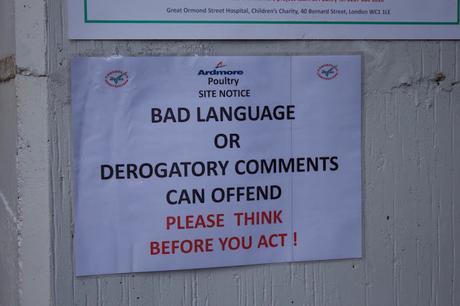 Great Ormond Street Hospital, Children's Charity, 40 Bernard Street, London WC1 1LE
Ardmore
Poultry
SITE NOTICE
BAD LANGUAGE
OR
DEROGATORY COMMENTS
CAN OFFEND
PLEASE THINK
BEFORE YOU ACT !